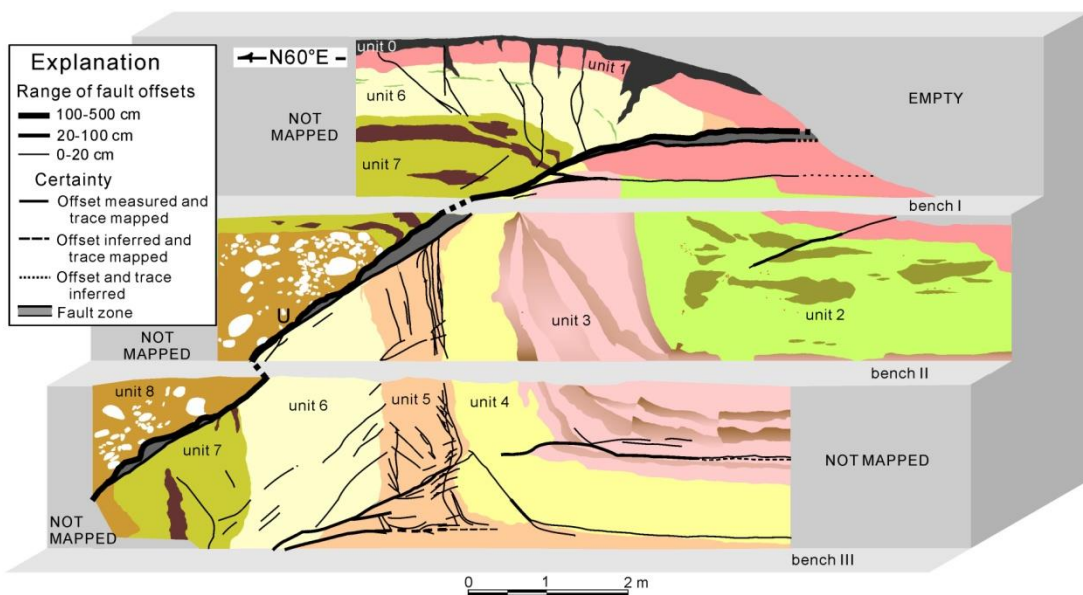 Explanation
Range of fault offsets
100-500 cm
20-100 cm
0-20 cm
Certainty
Offset measured and
trace mapped
Offset inferred and
trace mapped
Offset and trace
inferred
Fault zone
N60°E
unit 0
unit 1
unit 6
NOT
MAPPED
unit 7
EMPTY
bench I
U
unit 3
unit 2
NOT
MAPPED
bench II
unit 8
unit 7
unit 6
unit 5
unit 4
NOT MAPPED
NOT
MAPPED
bench III
0 1 2 m